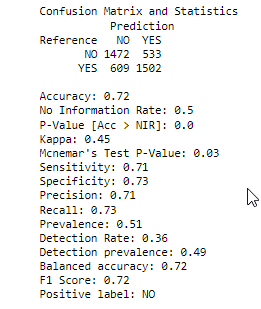 Confusion Matrix and Statistics
Prediction
Reference NO YES
NO 1472 533
YES 609 1502
Accuracy: 0.72
No Information Rate: 0.5
P-Value [Acc > NIR]: 0.0
Kappa: 0.45
Mcnemar's Test P-Value: 0.03
Sensitivity: 0.71
Specificity: 0.73
Precision: 0.71
Recall: 0.73
Prevalence: 0.51
Detection Rate: 0.36
Detection prevalence: 0.49
Balanced accuracy: 0.72
F1 Score: 0.72
Positive label: NO